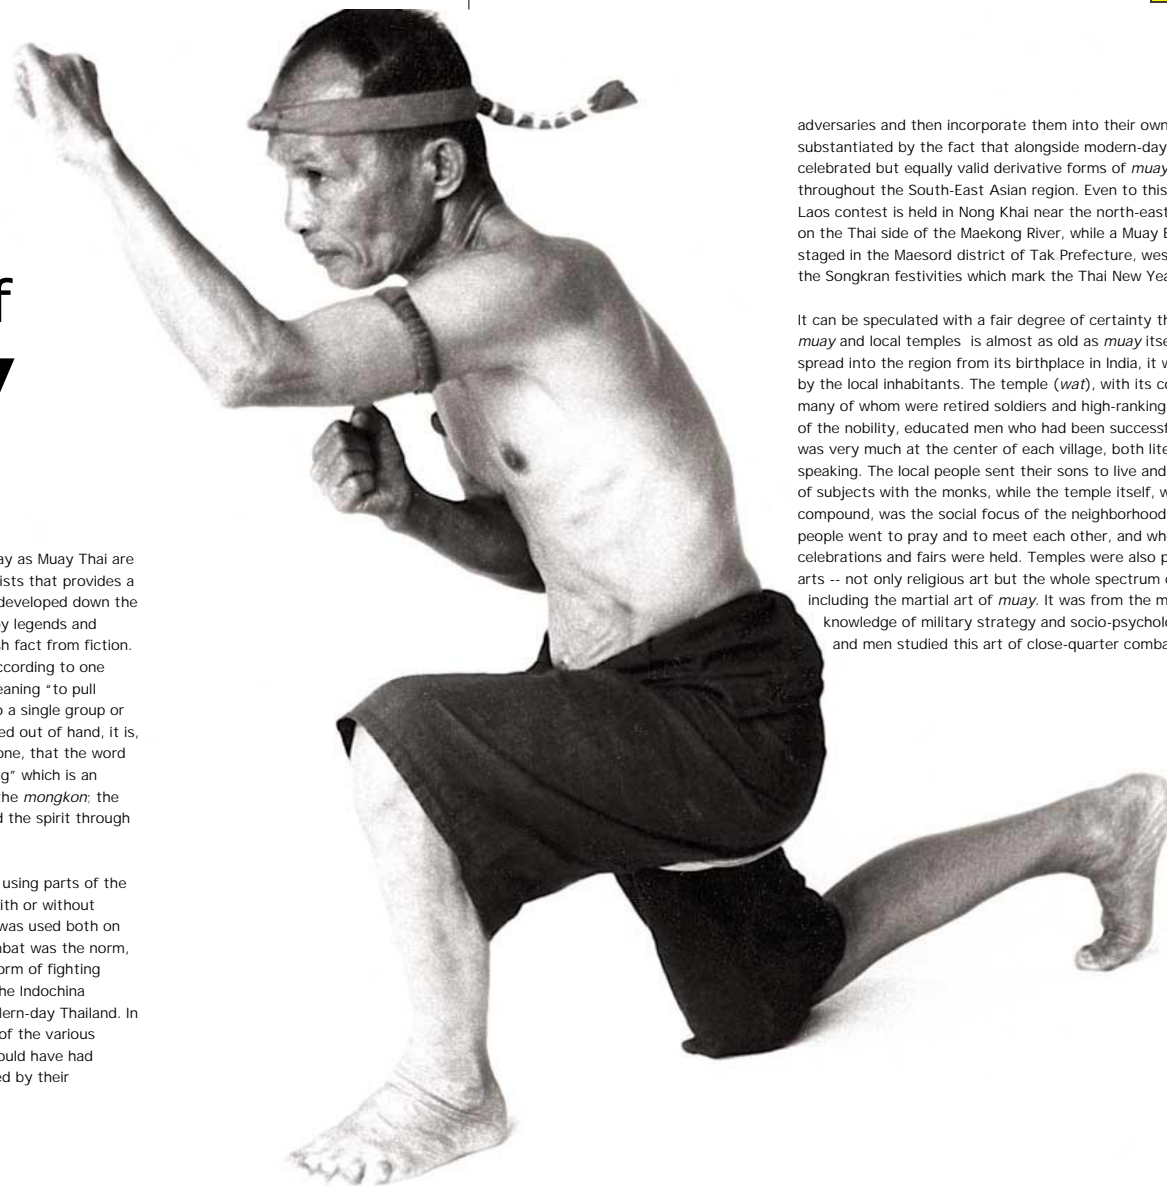 f
y
ay as Muay Thai are
ists that provides a
developed down the
by legends and
sh fact from fiction.
ccording to one
eaning “to pull
o a single group or
ed out of hand, it is,
one, that the word
g” which is an
the mongkon; the
d the spirit through
using parts of the
ith or without
was used both on
mbat was the norm,
orm of fighting
he Indochina
dern-day Thailand. In
of the various
ould have had
ed by their
adversaries and then incorporate them into their own
substantiated by the fact that alongside modern-day
celebrated but equally valid derivative forms of muay
throughout the South-East Asian region. Even to this
Laos contest is held in Nong Khai near the north-east
on the Thai side of the Maekong River, while a Muay B
staged in the Maesord district of Tak Prefecture, wes
the Songkran festivities which mark the Thai New Yea
It can be speculated with a fair degree of certainty th
muay and local temples is almost as old as muay itse
spread into the region from its birthplace in India, it w
by the local inhabitants. The temple (wat), with its co
many of whom were retired soldiers and high-ranking
of the nobility, educated men who had been successf
was very much at the center of each village, both lite
speaking. The local people sent their sons to live and
of subjects with the monks, while the temple itself, w
compound, was the social focus of the neighborhood
people went to pray and to meet each other, and wh
celebrations and fairs were held. Temples were also p
arts -- not only religious art but the whole spectrum o
including the martial art of muay. It was from the m
knowledge of military strategy and socio-psycholo
and men studied this art of close-quarter comba